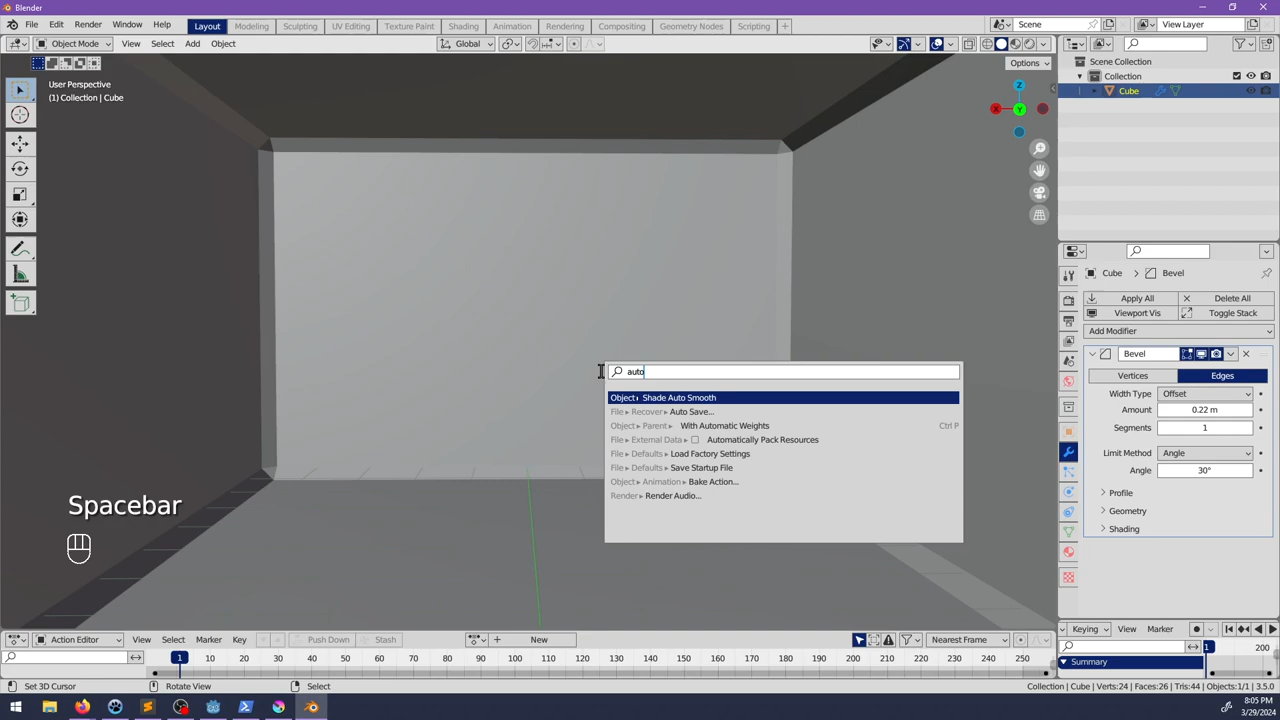 Blender
File Edit Render Window Help
Layout Modeling Sculpting UV Editing Texture Paint Shading Animation Rendering Compositing Geometry Nodes Scripting +
Scene
View Layer
Object Mode View Select Add Object
Global
Options
User Perspective
(1) Collection | Cube
Z
X
Y
Scene Collection
Collection
Cube
Cube > Bevel
Apply All
Delete All
Viewport Vis
Toggle Stack
Add Modifier
Bevel
Vertices Edges
Width Type Offset
Amount 0.22 m
Segments 1
Limit Method Angle
Angle 30°
Profile
Geometry
Shading
auto
Object Shade Auto Smooth
File Recover Auto Save...
Object Parent With Automatic Weights Ctrl P
File External Data Automatically Pack Resources
File Defaults Load Factory Settings
File Defaults Save Startup File
Object Animation Bake Action...
Render Render Audio...
Spacebar
Action Editor View Select Marker Key Push Down Stash New Nearest Frame
Keying View Marker
1 10 20 30 40 50 60 70 80 90 100 110 120 130 140 150 160 170 180 190 200 210 220 230 240 250
1 200
Summary
Set 3D Cursor Rotate View Select
Collection | Cube | Verts:24 | Faces:26 | Tris:44 | Objects:1/1 | 3.5.0
8:05 PM
3/29/2024